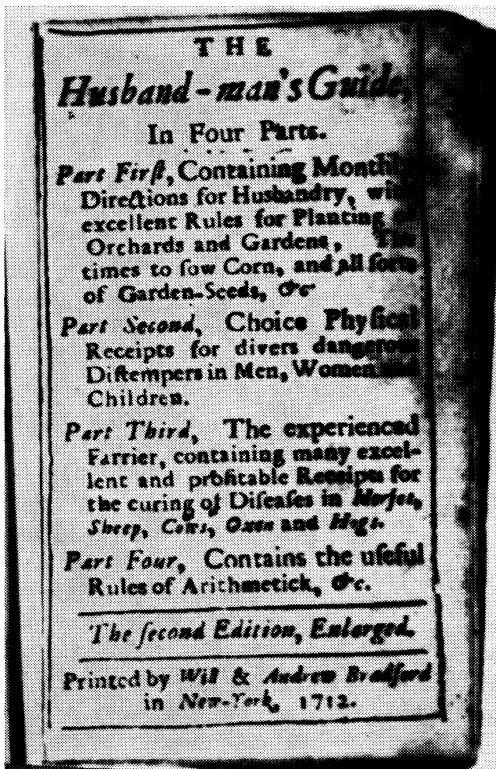 THE
Husband-man's Guide,
In Four Parts.
Part Firſt, Containing Monthly
Directions for Husbandry, with
excellent Rules for Planting of
Orchards and Gardens, The
times to ſow Corn, and all ſorts
of Garden-Seeds, &c
Part Second, Choice Phyſical
Receipts for divers dangerous
Diſtempers in Men, Women and
Children.
Part Third, The experienced
Farrier, containing many excel-
lent and profitable Receipts for
the curing of Diſeaſes in Horſes,
Sheep, Cows, Oxen and Hogs.
Part Four, Contains the uſeful
Rules of Arithmetick, &c.
The ſecond Edition, Enlarged.
Printed by Will & Andrew Bradford
in New-York, 1712.